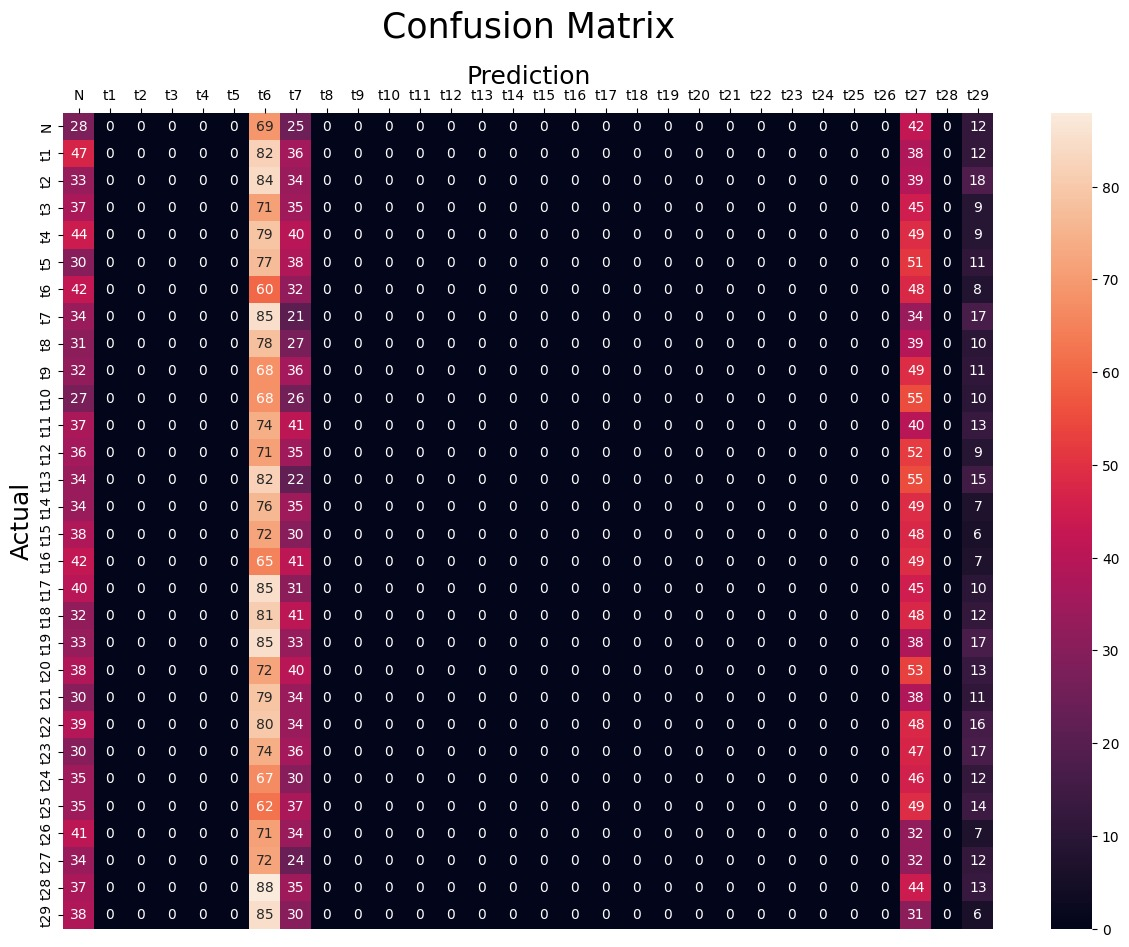 Confusion Matrix
Prediction
N t1 t2 t3 t4 t5 t6 t7 t8 t9 t10 t11 t12 t13 t14 t15 t16 t17 t18 t19 t20 t21 t22 t23 t24 t25 t26 t27 t28 t29
Actual
N 28 0 0 0 0 0 69 25 0 0 0 0 0 0 0 0 0 0 0 0 0 0 0 0 0 0 0 42 0 12
t1 47 0 0 0 0 0 82 36 0 0 0 0 0 0 0 0 0 0 0 0 0 0 0 0 0 0 0 38 0 12
t2 33 0 0 0 0 0 84 34 0 0 0 0 0 0 0 0 0 0 0 0 0 0 0 0 0 0 0 39 0 18
t3 37 0 0 0 0 0 71 35 0 0 0 0 0 0 0 0 0 0 0 0 0 0 0 0 0 0 0 45 0 9
t4 44 0 0 0 0 0 79 40 0 0 0 0 0 0 0 0 0 0 0 0 0 0 0 0 0 0 0 49 0 9
t5 30 0 0 0 0 0 77 38 0 0 0 0 0 0 0 0 0 0 0 0 0 0 0 0 0 0 0 51 0 11
t6 42 0 0 0 0 0 60 32 0 0 0 0 0 0 0 0 0 0 0 0 0 0 0 0 0 0 0 48 0 8
t7 34 0 0 0 0 0 85 21 0 0 0 0 0 0 0 0 0 0 0 0 0 0 0 0 0 0 0 34 0 17
t8 31 0 0 0 0 0 78 27 0 0 0 0 0 0 0 0 0 0 0 0 0 0 0 0 0 0 0 39 0 10
t9 32 0 0 0 0 0 68 36 0 0 0 0 0 0 0 0 0 0 0 0 0 0 0 0 0 0 0 49 0 11
t10 27 0 0 0 0 0 68 26 0 0 0 0 0 0 0 0 0 0 0 0 0 0 0 0 0 0 0 55 0 10
t11 37 0 0 0 0 0 74 41 0 0 0 0 0 0 0 0 0 0 0 0 0 0 0 0 0 0 0 40 0 13
t12 36 0 0 0 0 0 71 35 0 0 0 0 0 0 0 0 0 0 0 0 0 0 0 0 0 0 0 52 0 9
t13 34 0 0 0 0 0 82 22 0 0 0 0 0 0 0 0 0 0 0 0 0 0 0 0 0 0 0 55 0 15
t14 34 0 0 0 0 0 76 35 0 0 0 0 0 0 0 0 0 0 0 0 0 0 0 0 0 0 0 49 0 7
t15 38 0 0 0 0 0 72 30 0 0 0 0 0 0 0 0 0 0 0 0 0 0 0 0 0 0 0 48 0 6
t16 42 0 0 0 0 0 65 41 0 0 0 0 0 0 0 0 0 0 0 0 0 0 0 0 0 0 0 49 0 7
t17 40 0 0 0 0 0 85 31 0 0 0 0 0 0 0 0 0 0 0 0 0 0 0 0 0 0 0 45 0 10
t18 32 0 0 0 0 0 81 41 0 0 0 0 0 0 0 0 0 0 0 0 0 0 0 0 0 0 0 48 0 12
t19 33 0 0 0 0 0 85 33 0 0 0 0 0 0 0 0 0 0 0 0 0 0 0 0 0 0 0 38 0 17
t20 38 0 0 0 0 0 72 40 0 0 0 0 0 0 0 0 0 0 0 0 0 0 0 0 0 0 0 53 0 13
t21 30 0 0 0 0 0 79 34 0 0 0 0 0 0 0 0 0 0 0 0 0 0 0 0 0 0 0 38 0 11
t22 39 0 0 0 0 0 80 34 0 0 0 0 0 0 0 0 0 0 0 0 0 0 0 0 0 0 0 48 0 16
t23 30 0 0 0 0 0 74 36 0 0 0 0 0 0 0 0 0 0 0 0 0 0 0 0 0 0 0 47 0 17
t24 35 0 0 0 0 0 67 30 0 0 0 0 0 0 0 0 0 0 0 0 0 0 0 0 0 0 0 46 0 12
t25 35 0 0 0 0 0 62 37 0 0 0 0 0 0 0 0 0 0 0 0 0 0 0 0 0 0 0 49 0 14
t26 41 0 0 0 0 0 71 34 0 0 0 0 0 0 0 0 0 0 0 0 0 0 0 0 0 0 0 32 0 7
t27 34 0 0 0 0 0 72 24 0 0 0 0 0 0 0 0 0 0 0 0 0 0 0 0 0 0 0 32 0 12
t28 37 0 0 0 0 0 88 35 0 0 0 0 0 0 0 0 0 0 0 0 0 0 0 0 0 0 0 44 0 13
t29 38 0 0 0 0 0 85 30 0 0 0 0 0 0 0 0 0 0 0 0 0 0 0 0 0 0 0 31 0 6
80
70
60
50
40
30
20
10
0